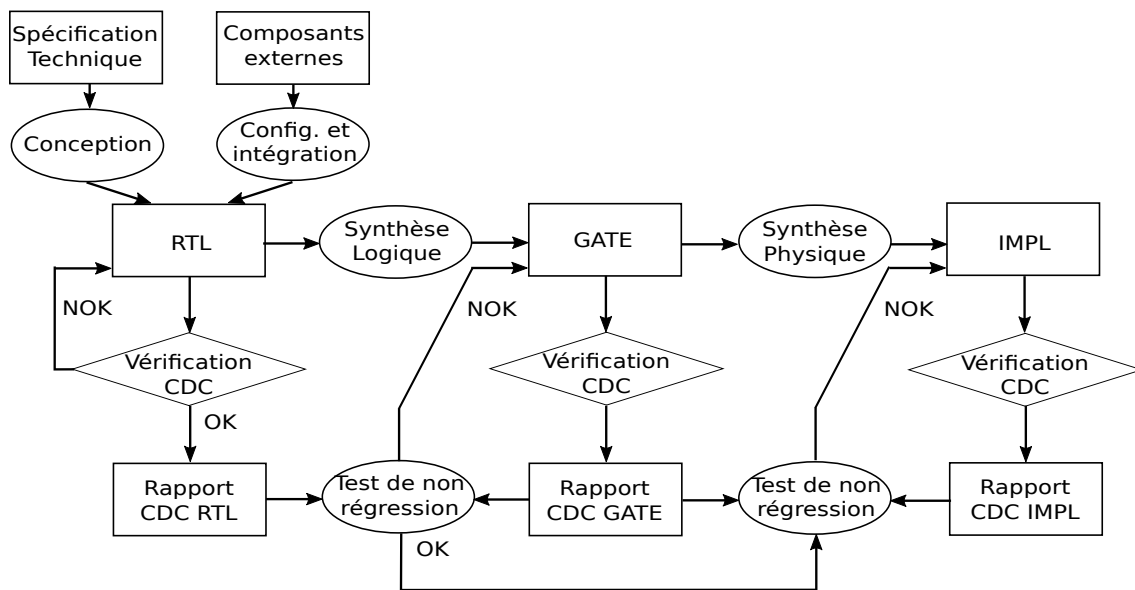 Spécification
Technique
Composants
externes
Conception
Config. et
intégration
RTL
Synthèse
Logique
GATE
Synthèse
Physique
IMPL
NOK
NOK
NOK
Vérification
CDC
Vérification
CDC
Vérification
CDC
OK
Rapport
CDC RTL
Test de non
régression
Rapport
CDC GATE
Test de non
régression
Rapport
CDC IMPL
OK